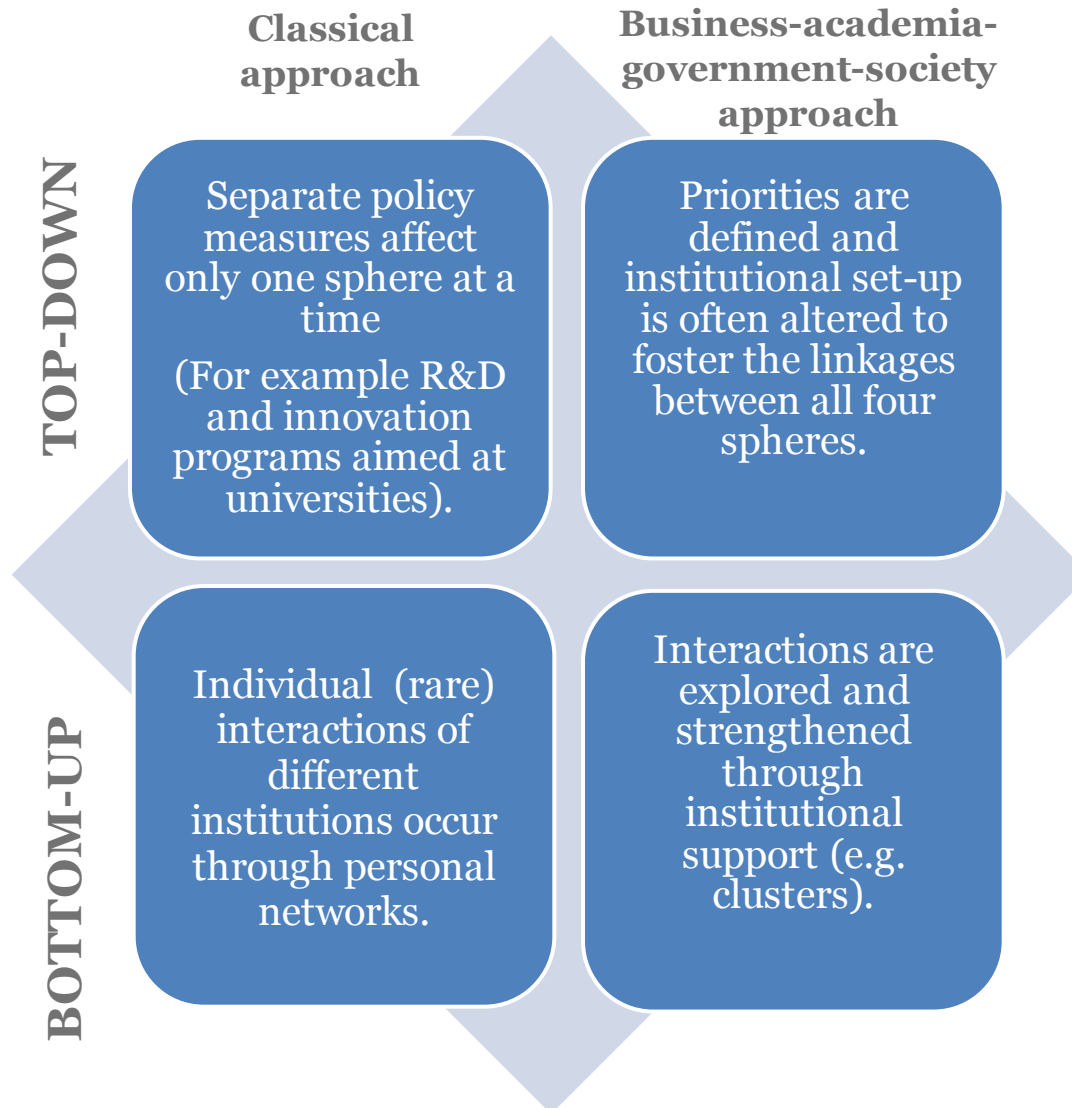 Classical
approach
Business-academia-
government-society
approach
TOP-DOWN
Separate policy
measures affect
only one sphere at a
time
(For example R&D
and innovation
programs aimed at
universities).
Priorities are
defined and
institutional set-up
is often altered to
foster the linkages
between all four
spheres.
BOTTOM-UP
Individual (rare)
interactions of
different
institutions occur
through personal
networks.
Interactions are
explored and
strengthened
through
institutional
support (e.g.
clusters).